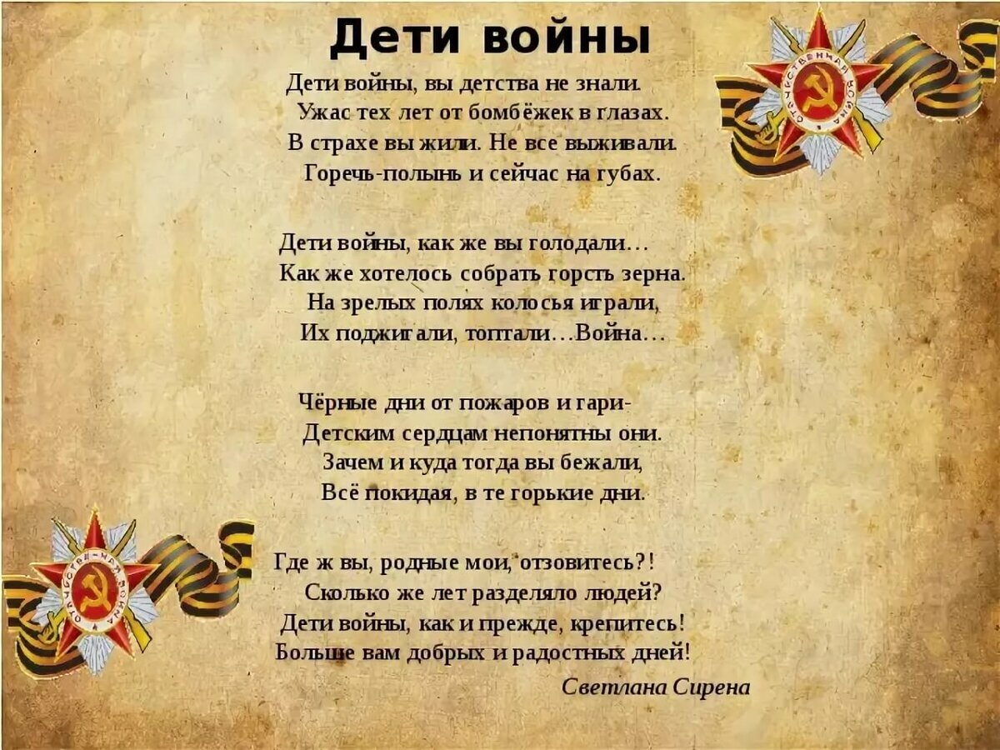 Дети войны
Дети войны, вы детства не знали.
Ужас тех лет от бомбёжек в глазах.
В страхе вы жили. Не все выживали.
Горечь-полынь и сейчас на губах.
Дети войны, как же вы голодали…
Как же хотелось собрать горсть зерна.
На зрелых полях колосья играли,
Их поджигали, топтали…Война…
Чёрные дни от пожаров и гари-
Детским сердцам непонятны они.
Зачем и куда тогда вы бежали,
Всё покидая, в те горькие дни.
Где ж вы, родные мои, отзовитесь?!
Сколько же лет разделяло людей?
Дети войны, как и прежде, крепитесь!
Больше вам добрых и радостных дней!
Светлана Сирена
ОТЕЧЕСТВЕННАЯ ВОЙНА
ОТЕЧЕСТВЕННАЯ ВОЙНА